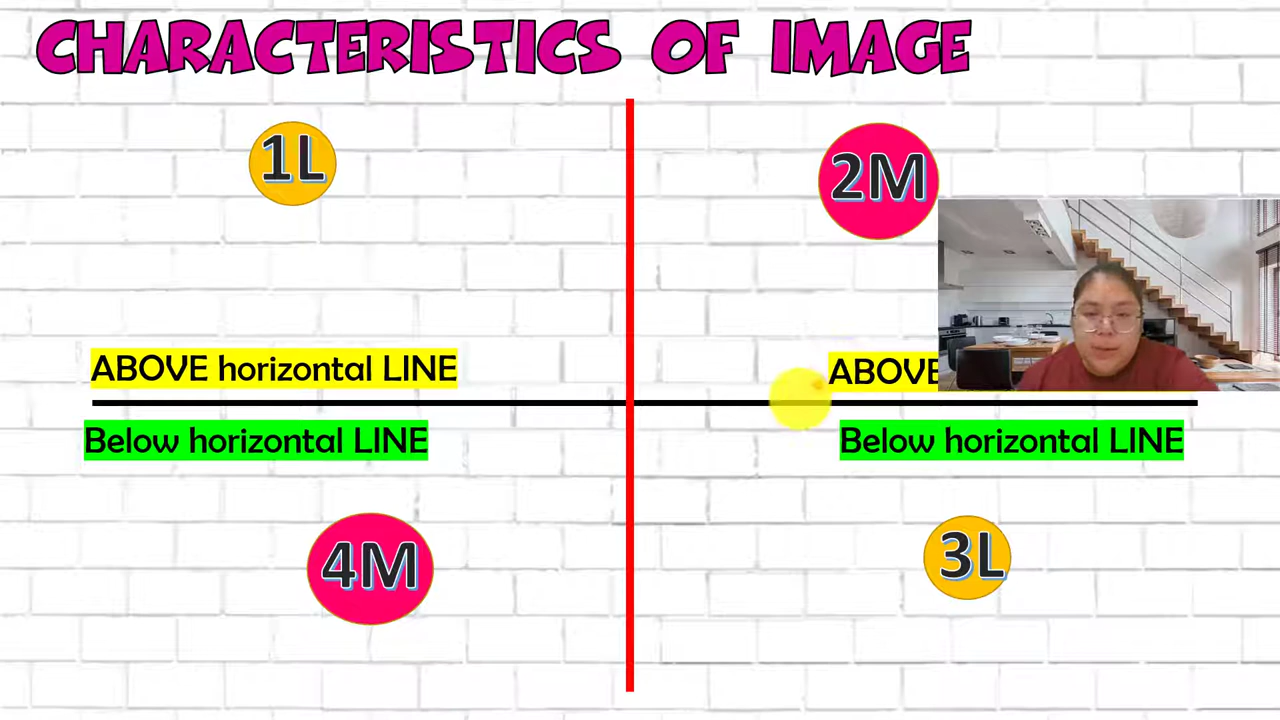 CHARACTERISTICS OF IMAGE
1L
2M
ABOVE horizontal LINE
ABOVE
Below horizontal LINE
Below horizontal LINE
4M
3L